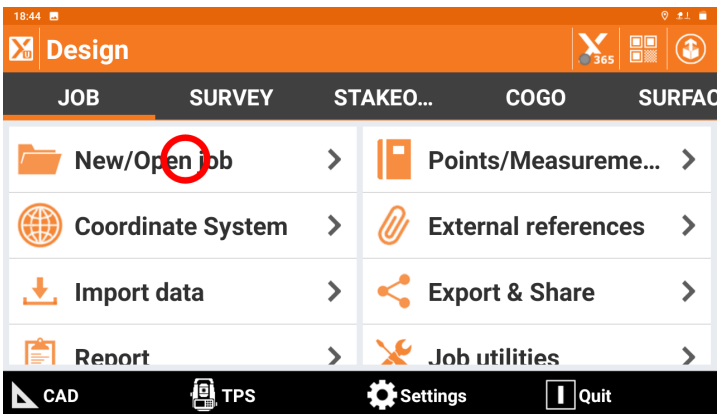 18:44
Design
365
JOB SURVEY STAKEO... COGO SURFAC
New/Open job
Points/Measureme...
Coordinate System
External references
Import data
Export & Share
Report
Job utilities
CAD TPS Settings Quit